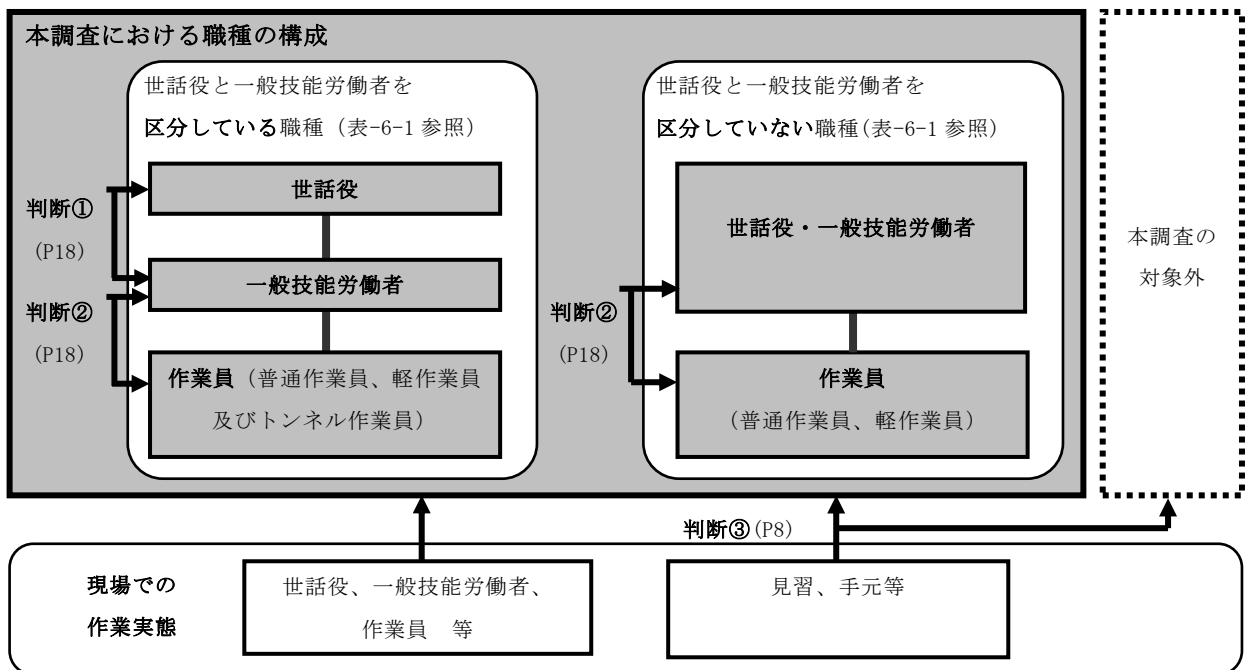 本調査における職種の構成
世話役と一般技能労働者を
区分している職種（表-6-1 参照）
世話役
判断①
(P18)
一般技能労働者
判断②
(P18)
作業員（普通作業員、軽作業員
及びトンネル作業員）
世話役と一般技能労働者を
区分していない職種(表-6-1 参照)
世話役・一般技能労働者
判断②
(P18)
作業員
（普通作業員、軽作業員）
本調査の
対象外
判断③(P8)
現場での
作業実態
世話役、一般技能労働者、
作業員　等
見習、手元等